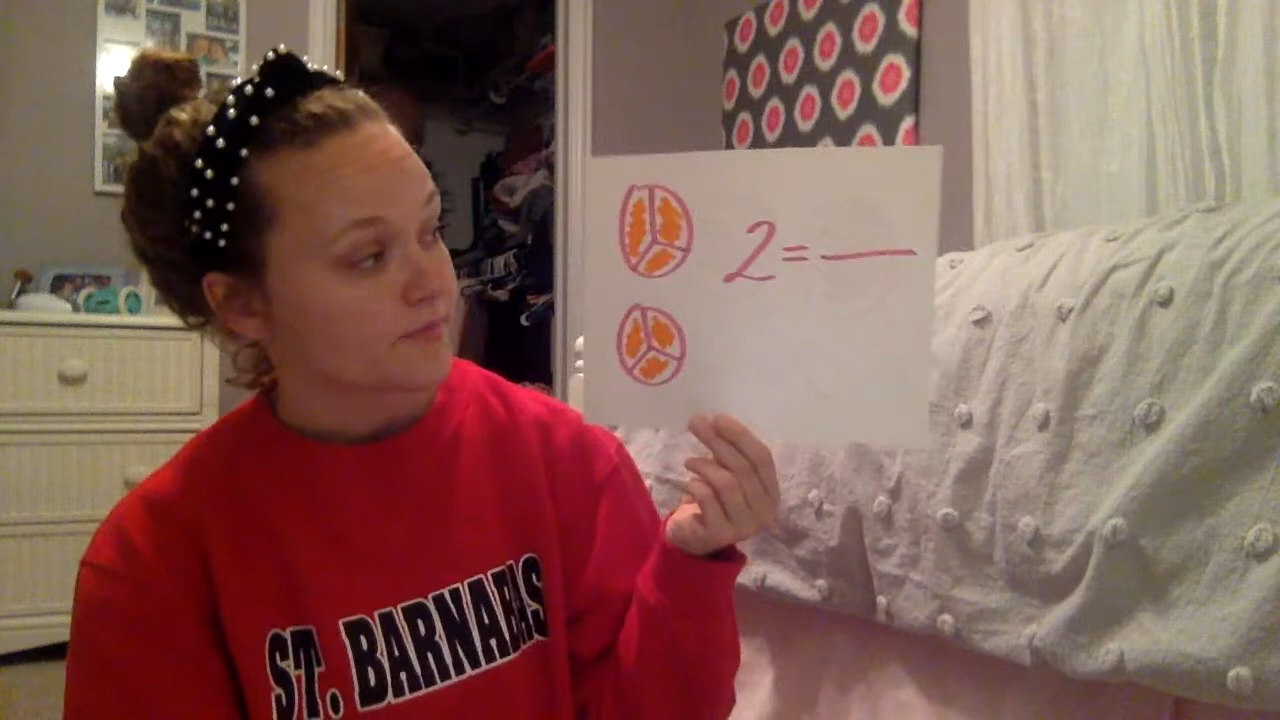 2 = ___
ST. BARNABAS